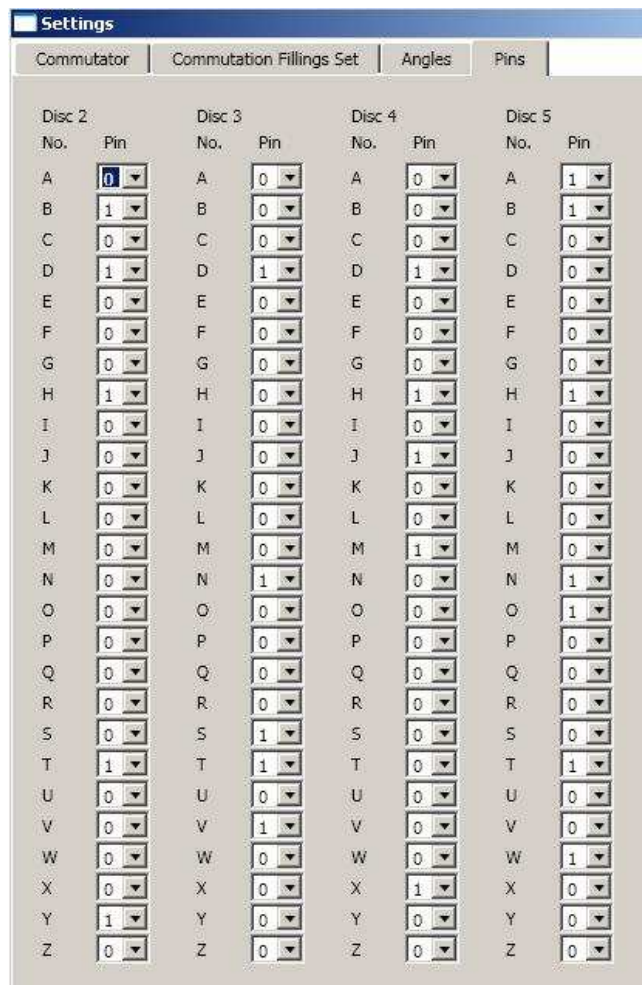 Settings
Commutator Commutation Fillings Set Angles Pins
Disc 2 Disc 3 Disc 4 Disc 5
No. Pin No. Pin No. Pin No. Pin
A 0 A 0 A 0 A 1
B 1 B 0 B 0 B 1
C 0 C 0 C 0 C 0
D 1 D 1 D 1 D 0
E 0 E 0 E 0 E 0
F 0 F 0 F 0 F 0
G 0 G 0 G 0 G 0
H 1 H 0 H 1 H 1
I 0 I 0 I 0 I 0
J 0 J 0 J 1 J 0
K 0 K 0 K 0 K 0
L 0 L 0 L 0 L 0
M 0 M 0 M 1 M 0
N 0 N 1 N 0 N 1
O 0 O 0 O 0 O 1
P 0 P 0 P 0 P 0
Q 0 Q 0 Q 0 Q 0
R 0 R 0 R 0 R 0
S 0 S 1 S 0 S 0
T 1 T 1 T 0 T 1
U 0 U 0 U 0 U 0
V 0 V 1 V 0 V 0
W 0 W 0 W 0 W 1
X 0 X 0 X 1 X 0
Y 1 Y 0 Y 0 Y 0
Z 0 Z 0 Z 0 Z 0